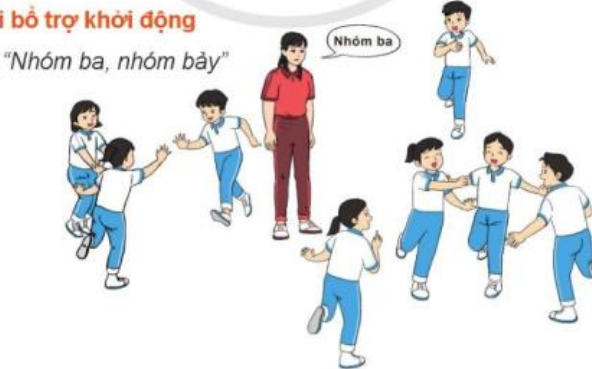 i bổ trợ khởi động
“Nhóm ba, nhóm bảy”
Nhóm ba